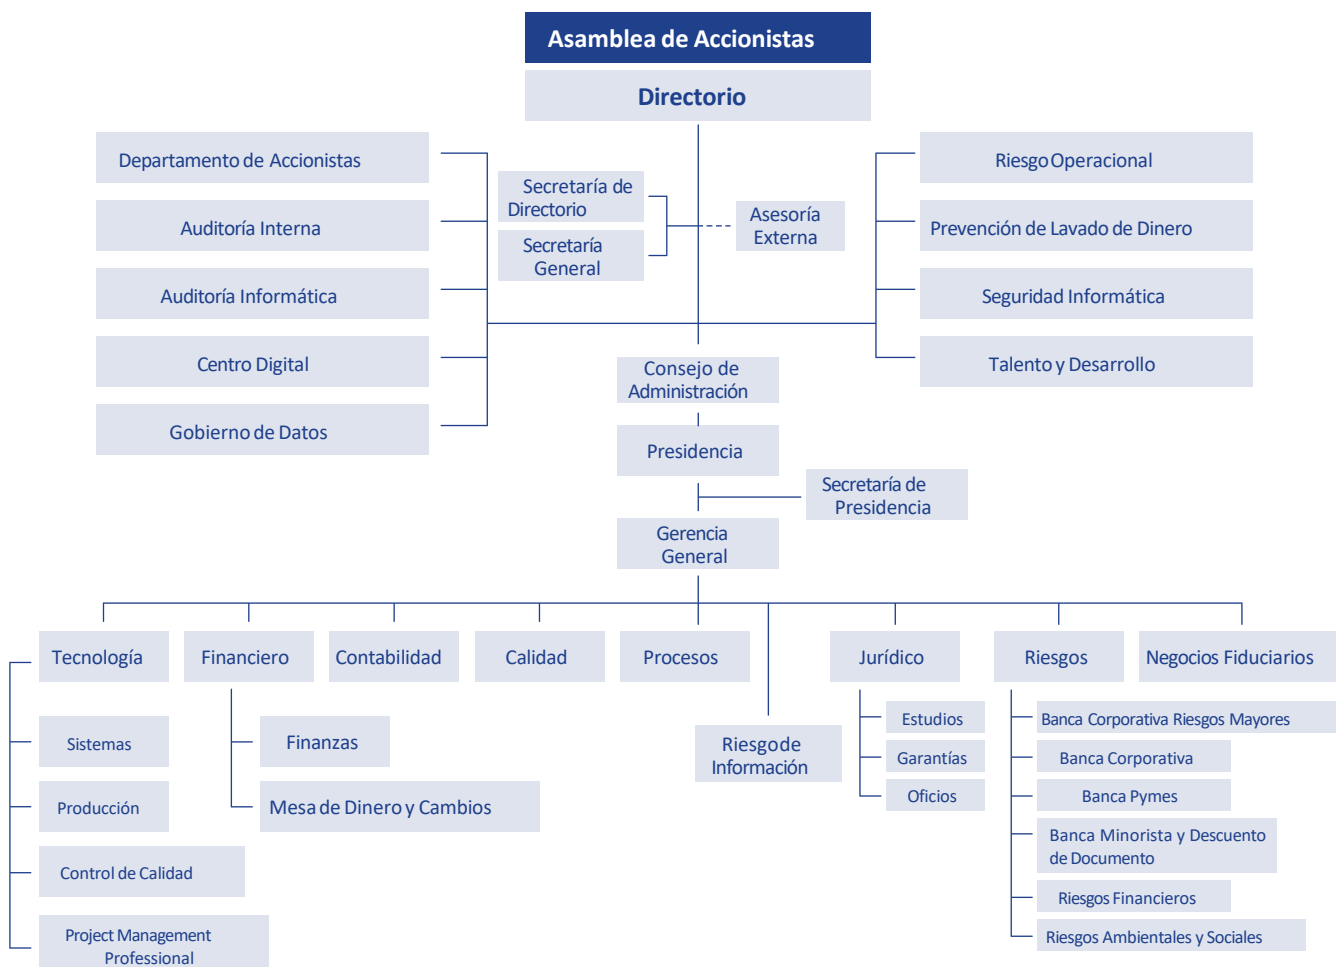 Asamblea de Accionistas
Directorio
Departamento de Accionistas
Auditoría Interna
Auditoría Informática
Centro Digital
Gobierno de Datos
Secretaría de
Directorio
Secretaría
General
Asesoría
Externa
Riesgo Operacional
Prevención de Lavado de Dinero
Seguridad Informática
Talento y Desarrollo
Consejo de
Administración
Presidencia
Secretaría de
Presidencia
Gerencia
General
Tecnología
Financiero
Contabilidad
Calidad
Procesos
Jurídico
Riesgos
Negocios Fiduciarios
Sistemas
Producción
Control de Calidad
Project Management
Professional
Finanzas
Mesa de Dinero y Cambios
Riesgo de
Información
Estudios
Garantías
Oficios
Banca Corporativa Riesgos Mayores
Banca Corporativa
Banca Pymes
Banca Minorista y Descuento
de Documento
Riesgos Financieros
Riesgos Ambientales y Sociales